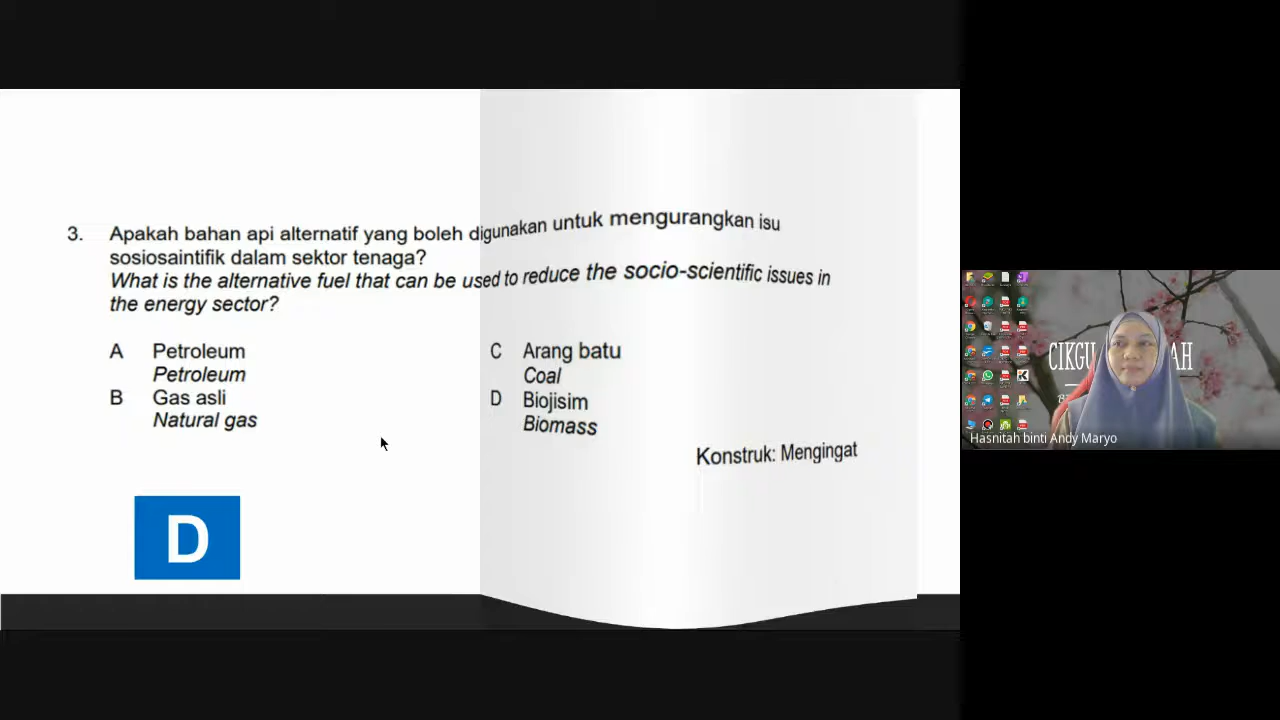 3. Apakah bahan api alternatif yang boleh digunakan untuk mengurangkan isu
sosiosaintifik dalam sektor tenaga?
What is the alternative fuel that can be used to reduce the socio-scientific issues in
the energy sector?
A Petroleum
Petroleum
B Gas asli
Natural gas
C Arang batu
Coal
D Biojisim
Biomass
Konstruk: Mengingat
D
CIKGU
AH
Hasnitah binti Andy Maryo